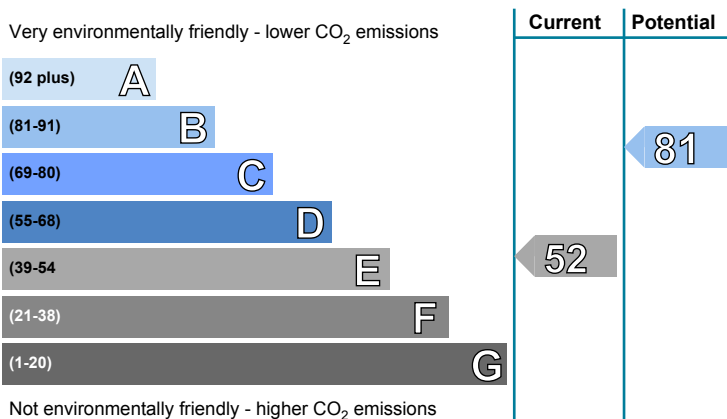 Current Potential
Very environmentally friendly - lower CO2 emissions
(92 plus) A
(81-91) B
81
(69-80) C
(55-68) D
(39-54 E
52
(21-38) F
(1-20) G
Not environmentally friendly - higher CO2 emissions